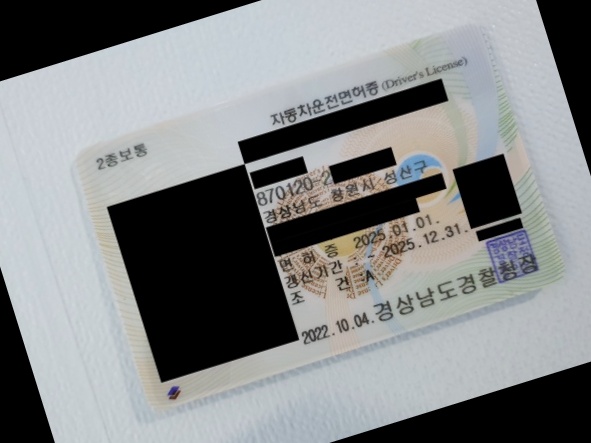 자동차운전면허증 (Driver's License)
2종보통
870120-2
경상남도 창원시 성산구
면 허 증 2025.01.01.
갱신기간 : ~ 2025.12.31.
조 건 : A
2022.10.04. 경상남도경찰청장